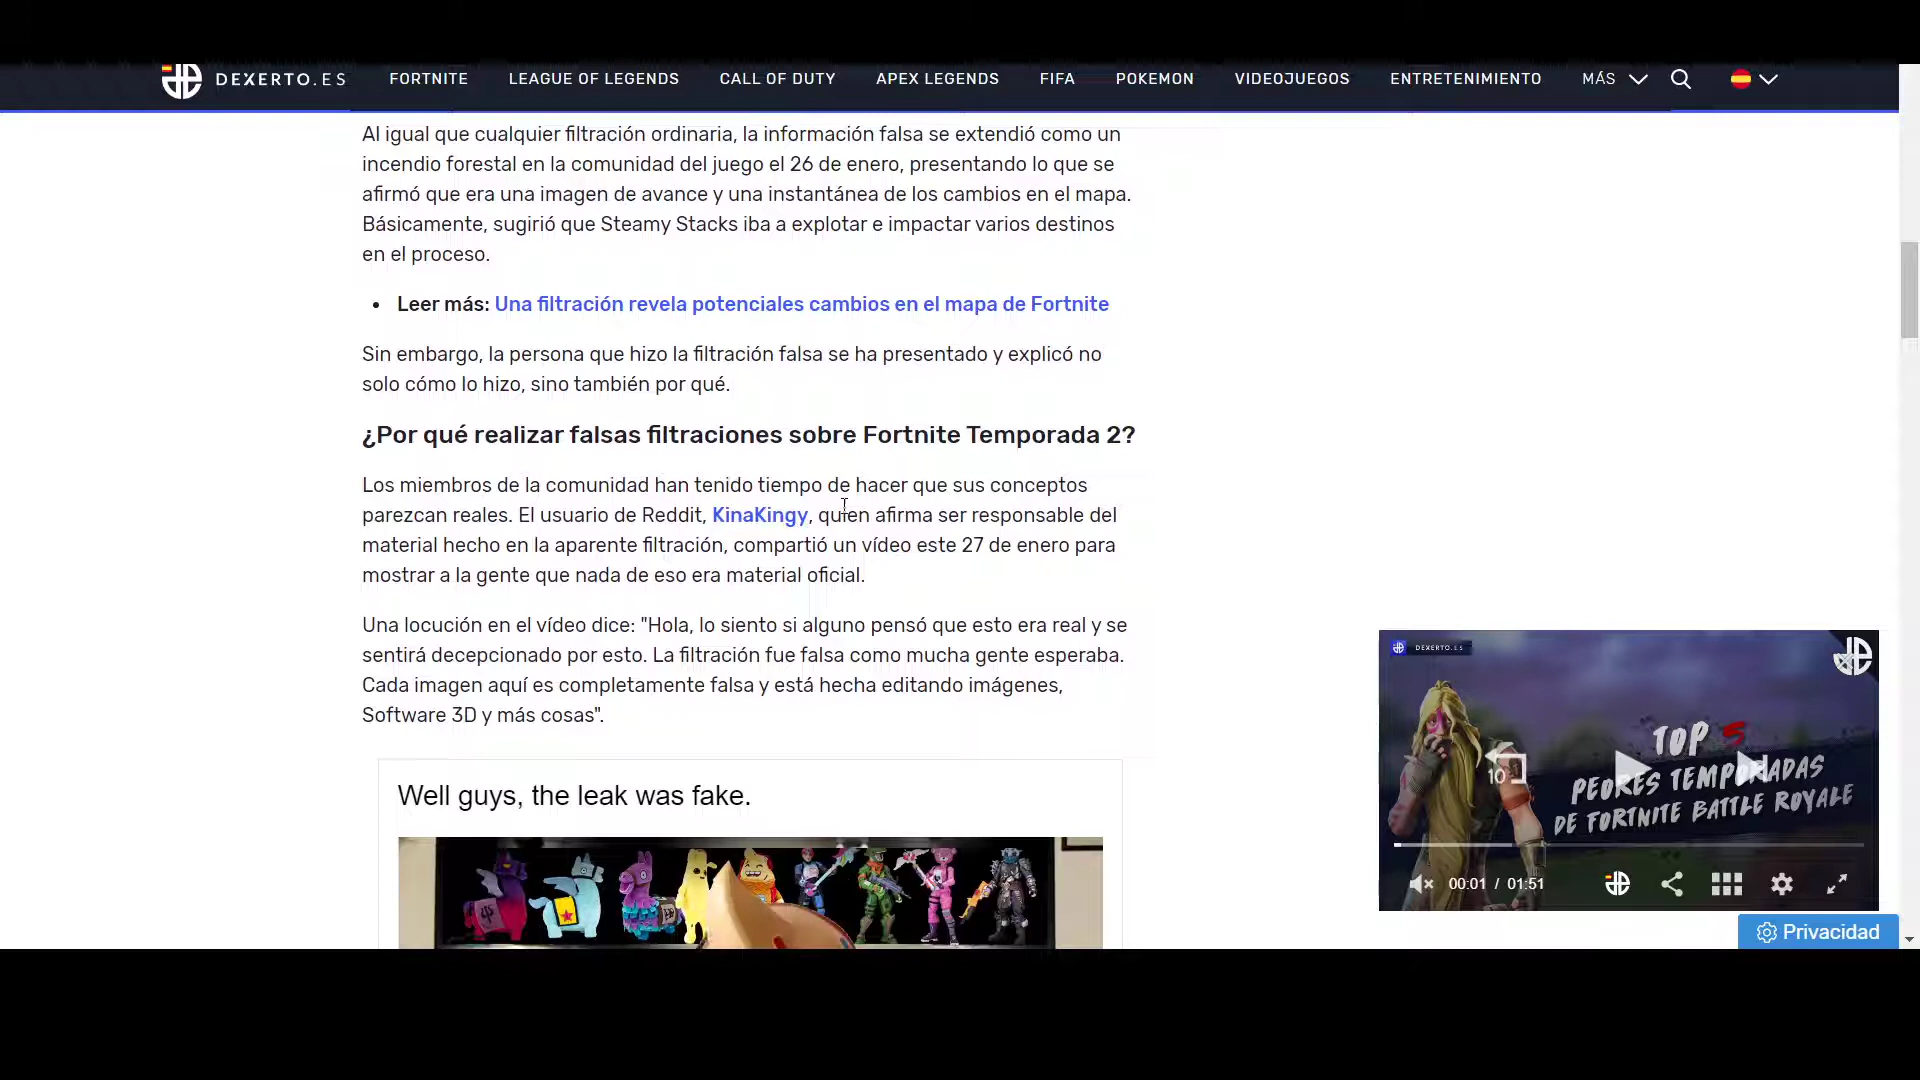 DEXERTO.ES
FORTNITE
LEAGUE OF LEGENDS
CALL OF DUTY
APEX LEGENDS
FIFA
POKEMON
VIDEOJUEGOS
ENTRETENIMIENTO
MÁS
Al igual que cualquier filtración ordinaria, la información falsa se extendió como un
incendio forestal en la comunidad del juego el 26 de enero, presentando lo que se
afirmó que era una imagen de avance y una instantánea de los cambios en el mapa.
Básicamente, sugirió que Steamy Stacks iba a explotar e impactar varios destinos
en el proceso.
• Leer más: Una filtración revela potenciales cambios en el mapa de Fortnite
Sin embargo, la persona que hizo la filtración falsa se ha presentado y explicó no
solo cómo lo hizo, sino también por qué.
¿Por qué realizar falsas filtraciones sobre Fortnite Temporada 2?
Los miembros de la comunidad han tenido tiempo de hacer que sus conceptos
parezcan reales. El usuario de Reddit, KinaKingy, quien afirma ser responsable del
material hecho en la aparente filtración, compartió un vídeo este 27 de enero para
mostrar a la gente que nada de eso era material oficial.
Una locución en el vídeo dice: "Hola, lo siento si alguno pensó que esto era real y se
sentirá decepcionado por esto. La filtración fue falsa como mucha gente esperaba.
Cada imagen aquí es completamente falsa y está hecha editando imágenes,
Software 3D y más cosas".
Well guys, the leak was fake.
DEXERTO.ES
TOP 5
PEORES TEMPORADAS
DE FORTNITE BATTLE ROYALE
10
00:01 / 01:51
Privacidad